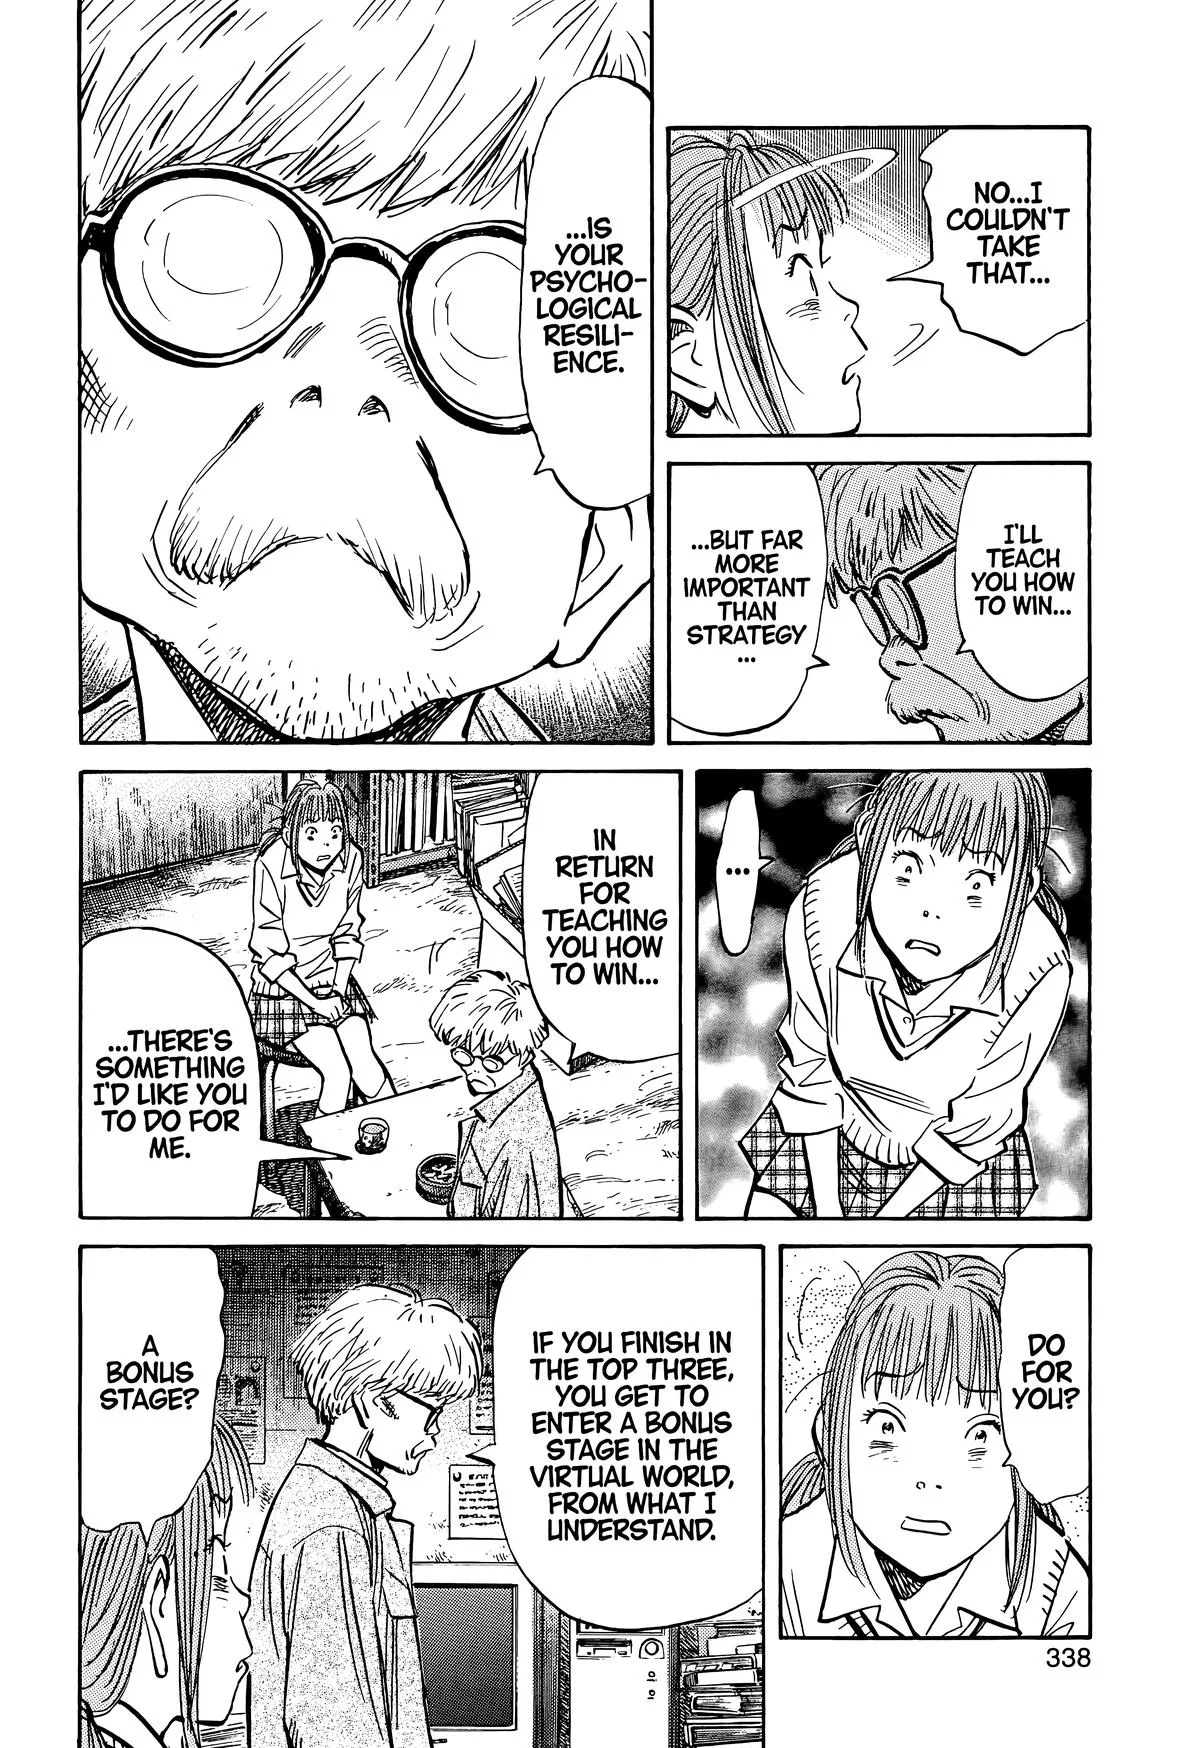 NO...I
COULDN'T
TAKE
THAT...
I'LL
TEACH
YOU HOW
TO WIN...
...BUT FAR
MORE
IMPORTANT
THAN
STRATEGY
...
...IS
YOUR
PSYCHO-
LOGICAL
RESILI-
ENCE.
...
IN
RETURN
FOR
TEACHING
YOU HOW
TO WIN...
...THERE'S
SOMETHING
I'D LIKE YOU
TO DO FOR
ME.
DO
FOR
YOU?
IF YOU FINISH IN
THE TOP THREE,
YOU GET TO
ENTER A BONUS
STAGE IN THE
VIRTUAL WORLD,
FROM WHAT I
UNDERSTAND.
A
BONUS
STAGE?
338